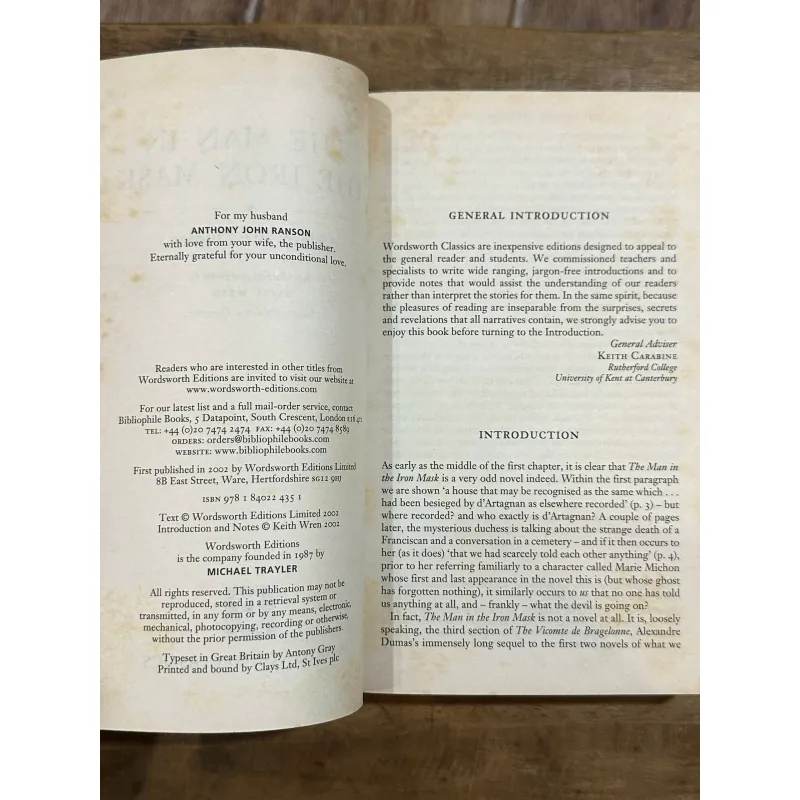 For my husband
ANTHONY JOHN RANSON
with love from your wife, the publisher.
Eternally grateful for your unconditional love.
Readers who are interested in other titles from
Wordsworth Editions are invited to visit our website at
www.wordsworth-editions.com
For our latest list and a full mail-order service, contact
Bibliophile Books, 5 Datapoint, South Crescent, London E16 4TL
TEL: +44 (0)20 7474 2474 FAX: +44 (0)20 7474 8589
ORDERS: orders@bibliophilebooks.com
WEBSITE: www.bibliophilebooks.com
First published in 2002 by Wordsworth Editions Limited
8B East Street, Ware, Hertfordshire SG12 9HJ
ISBN 978 1 84022 435 1
Text © Wordsworth Editions Limited 2002
Introduction and Notes © Keith Wren 2002
Wordsworth Editions
is the company founded in 1987 by
MICHAEL TRAYLER
All rights reserved. This publication may not be
reproduced, stored in a retrieval system or
transmitted, in any form or by any means, electronic,
mechanical, photocopying, recording or otherwise,
without the prior permission of the publishers.
Typeset in Great Britain by Antony Gray
Printed and bound by Clays Ltd, St Ives plc
GENERAL INTRODUCTION
Wordsworth Classics are inexpensive editions designed to appeal to
the general reader and students. We commissioned teachers and
specialists to write wide ranging, jargon-free introductions and to
provide notes that would assist the understanding of our readers
rather than interpret the stories for them. In the same spirit, because
the pleasures of reading are inseparable from the surprises, secrets
and revelations that all narratives contain, we strongly advise you to
enjoy this book before turning to the Introduction.
General Adviser
KEITH CARABINE
Rutherford College
University of Kent at Canterbury
INTRODUCTION
As early as the middle of the first chapter, it is clear that The Man in
the Iron Mask is a very odd novel indeed. Within the first paragraph
we are shown ‘a house that may be recognised as the same which . . .
had been besieged by d’Artagnan as elsewhere recorded’ (p. 3) – but
where recorded? and who exactly is d’Artagnan? A couple of pages
later, the mysterious duchess is talking about the strange death of a
Franciscan and a conversation in a cemetery – and if it then occurs to
her (as it does) ‘that we had scarcely told each other anything’ (p. 4),
prior to her referring familiarly to a character called Marie Michon
whose first and last appearance in the novel this is (but whose ghost
has forgotten nothing), it similarly occurs to us that no one has told
us anything at all, and – frankly – what the devil is going on?
In fact, The Man in the Iron Mask is not a novel at all. It is, loosely
speaking, the third section of The Vicomte de Bragelonne, Alexandre
Dumas’s immensely long sequel to the first two novels of what we